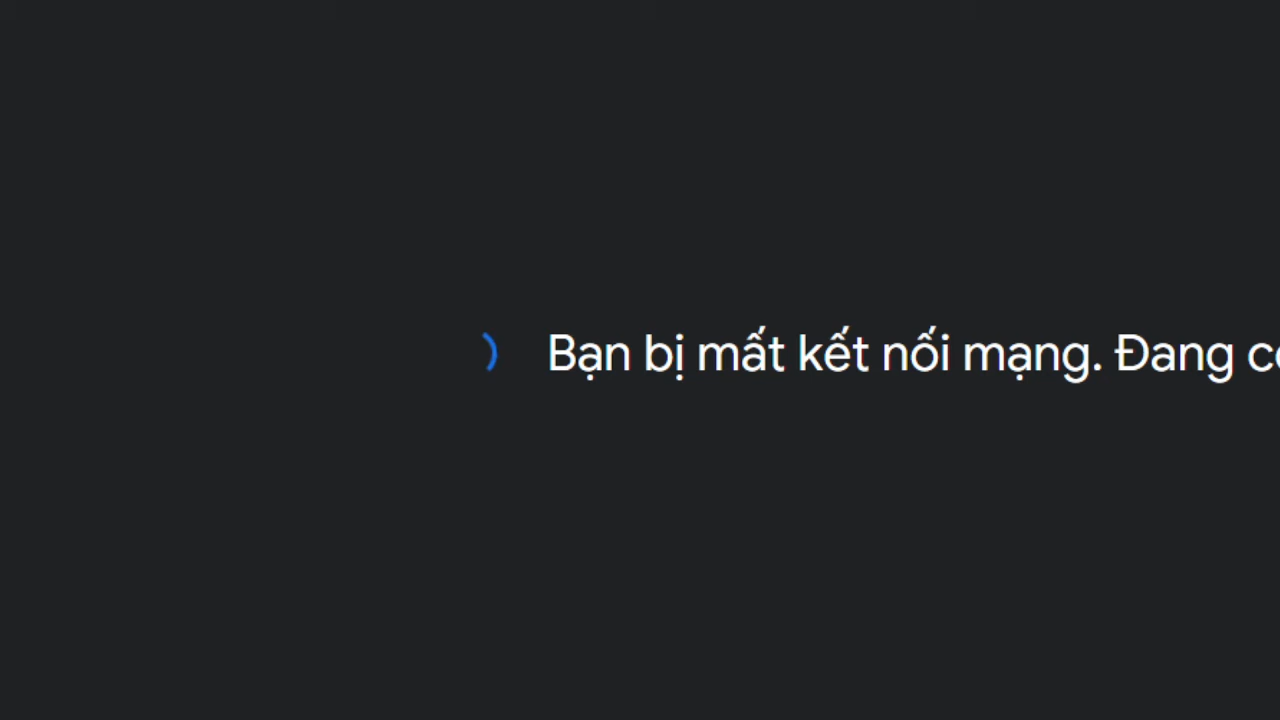 Bạn bị mất kết nối mạng. Đang